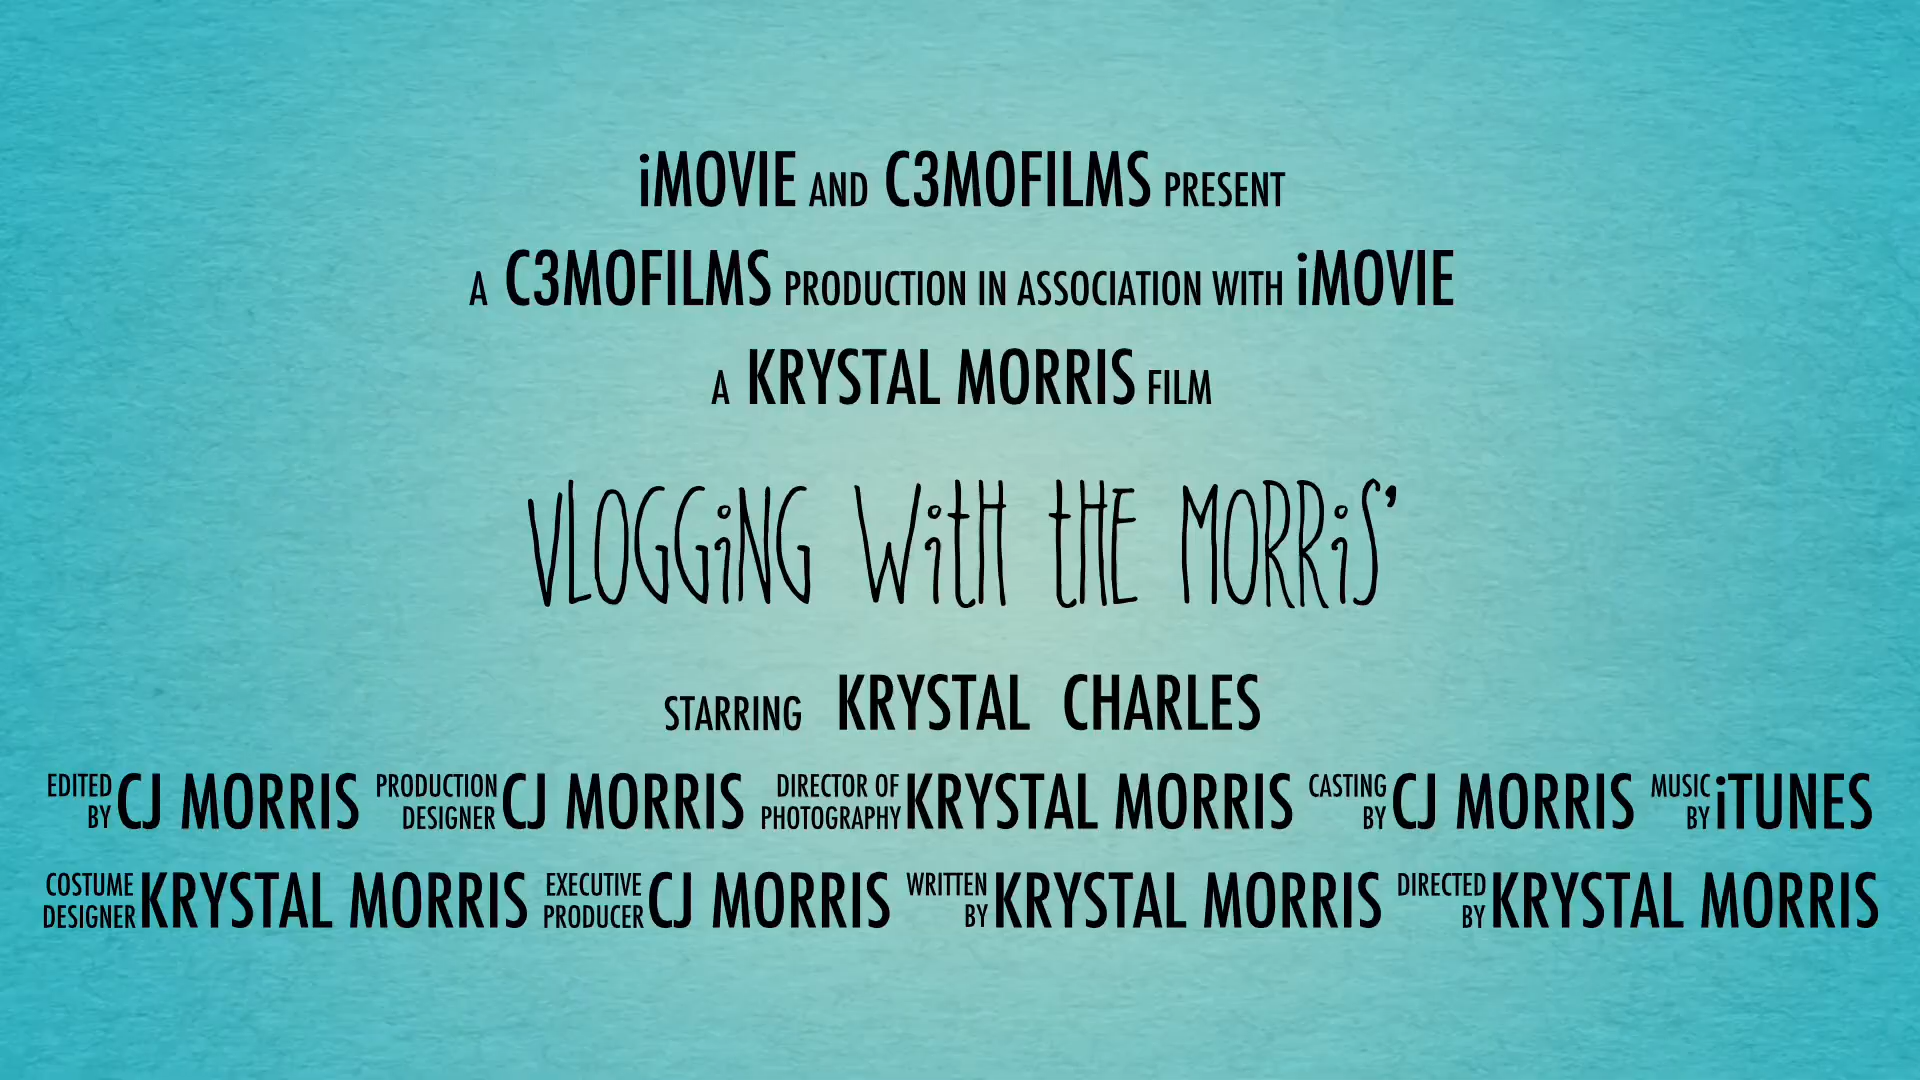 iMOVIE AND C3MOFILMS PRESENT
A C3MOFILMS PRODUCTION IN ASSOCIATION WITH iMOVIE
A KRYSTAL MORRIS FILM
VLOGGiNG WitH tHE MORRiS’
STARRING KRYSTAL CHARLES
EDITED BY CJ MORRIS PRODUCTION DESIGNER CJ MORRIS DIRECTOR OF PHOTOGRAPHY KRYSTAL MORRIS CASTING BY CJ MORRIS MUSIC BY iTUNES
COSTUME DESIGNER KRYSTAL MORRIS EXECUTIVE PRODUCER CJ MORRIS WRITTEN BY KRYSTAL MORRIS DIRECTED BY KRYSTAL MORRIS